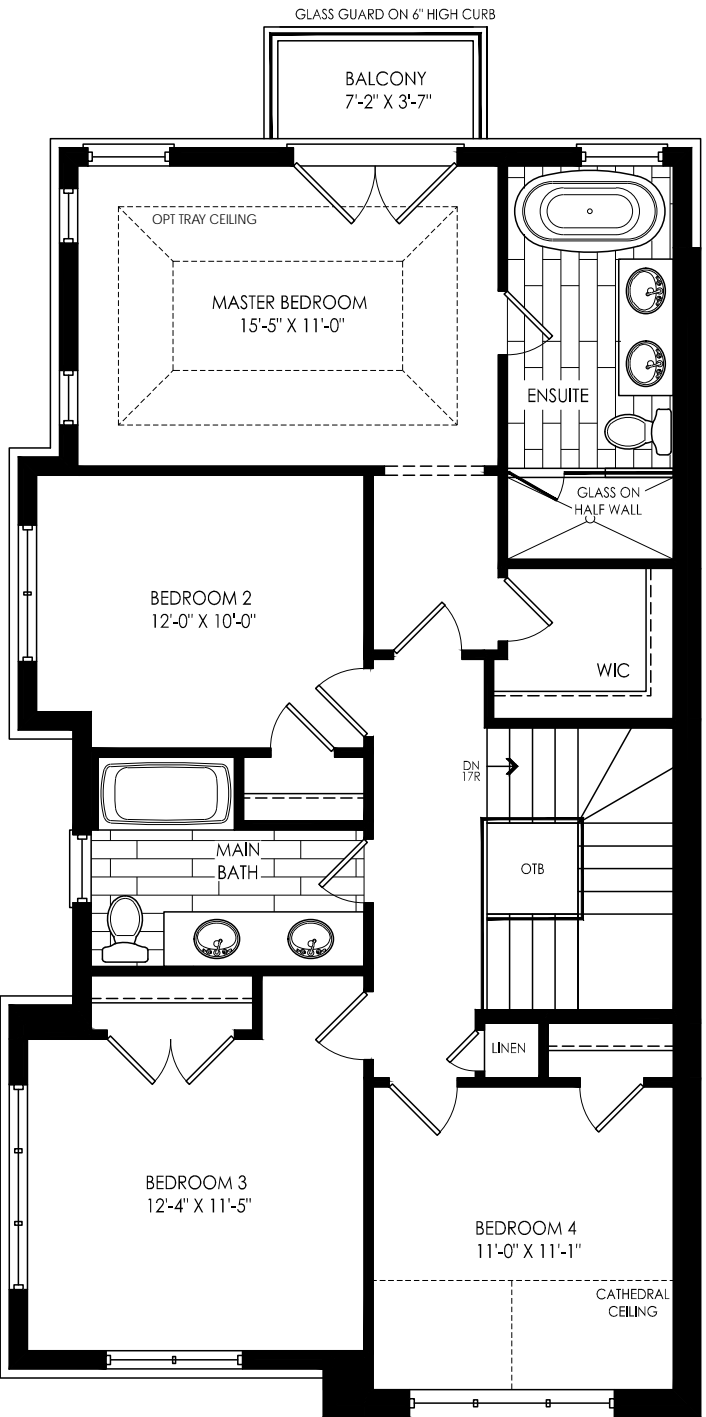 GLASS GUARD ON 6" HIGH CURB
BALCONY
7'-2" X 3'-7"
OPT TRAY CEILING
MASTER BEDROOM
15'-5" X 11'-0"
ENSUITE
GLASS ON
HALF WALL
BEDROOM 2
12'-0" X 10'-0"
WIC
DN
17R
MAIN
BATH
OTB
LINEN
BEDROOM 3
12'-4" X 11'-5"
BEDROOM 4
11'-0" X 11'-1"
CATHEDRAL
CEILING